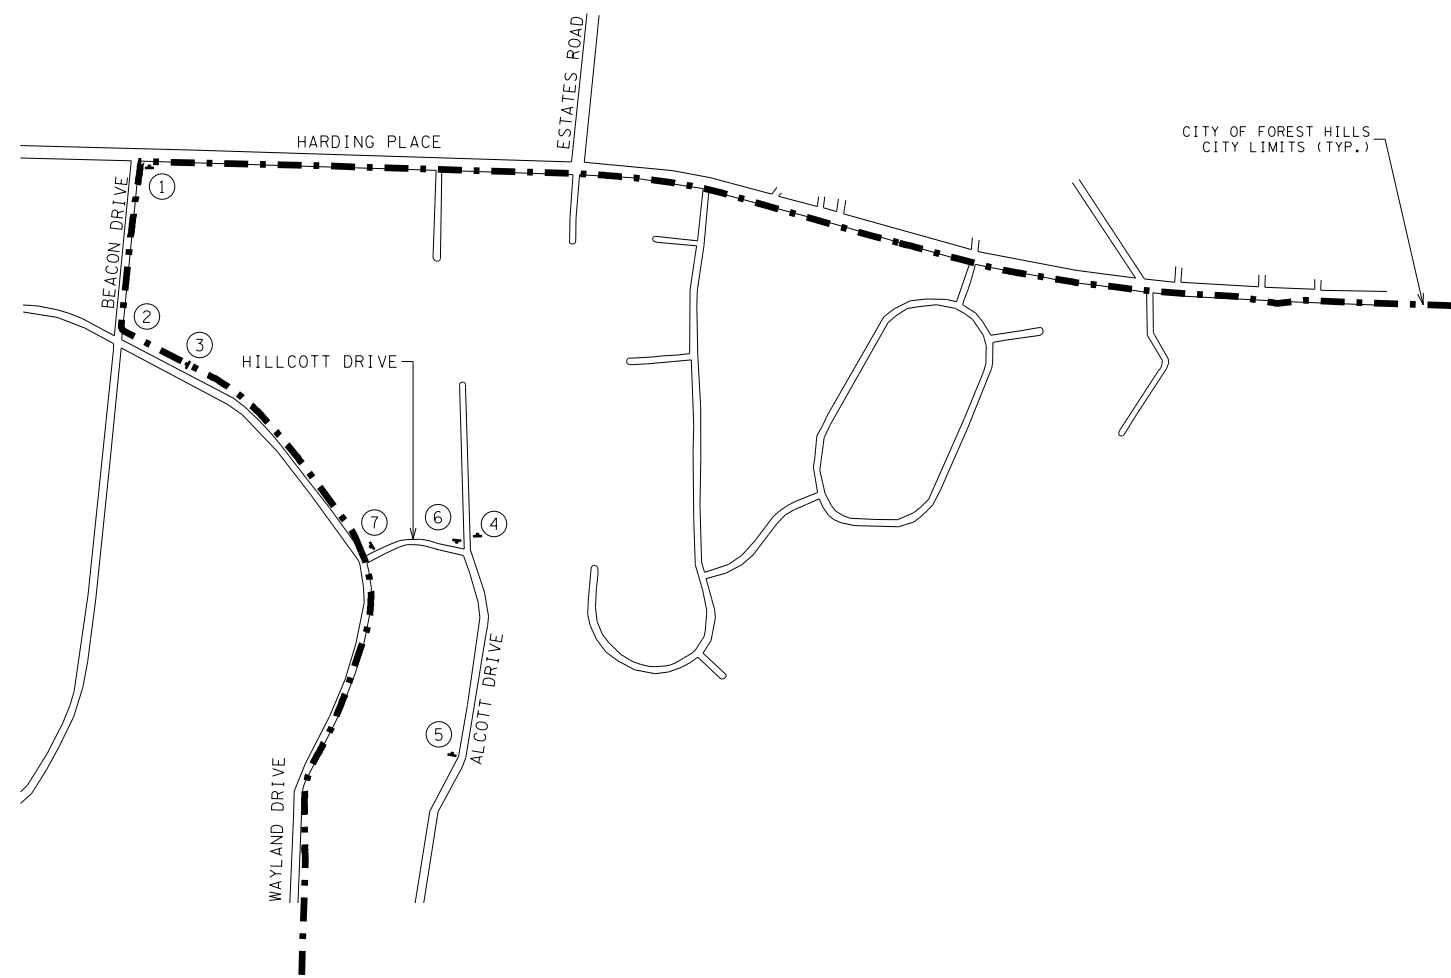 ESTATES ROAD
HARDING PLACE
CITY OF FOREST HILLS
CITY LIMITS (TYP.)
1
BEACON DRIVE
2
3
HILLCOTT DRIVE
7
6
4
ALCOTT DRIVE
5
WAYLAND DRIVE